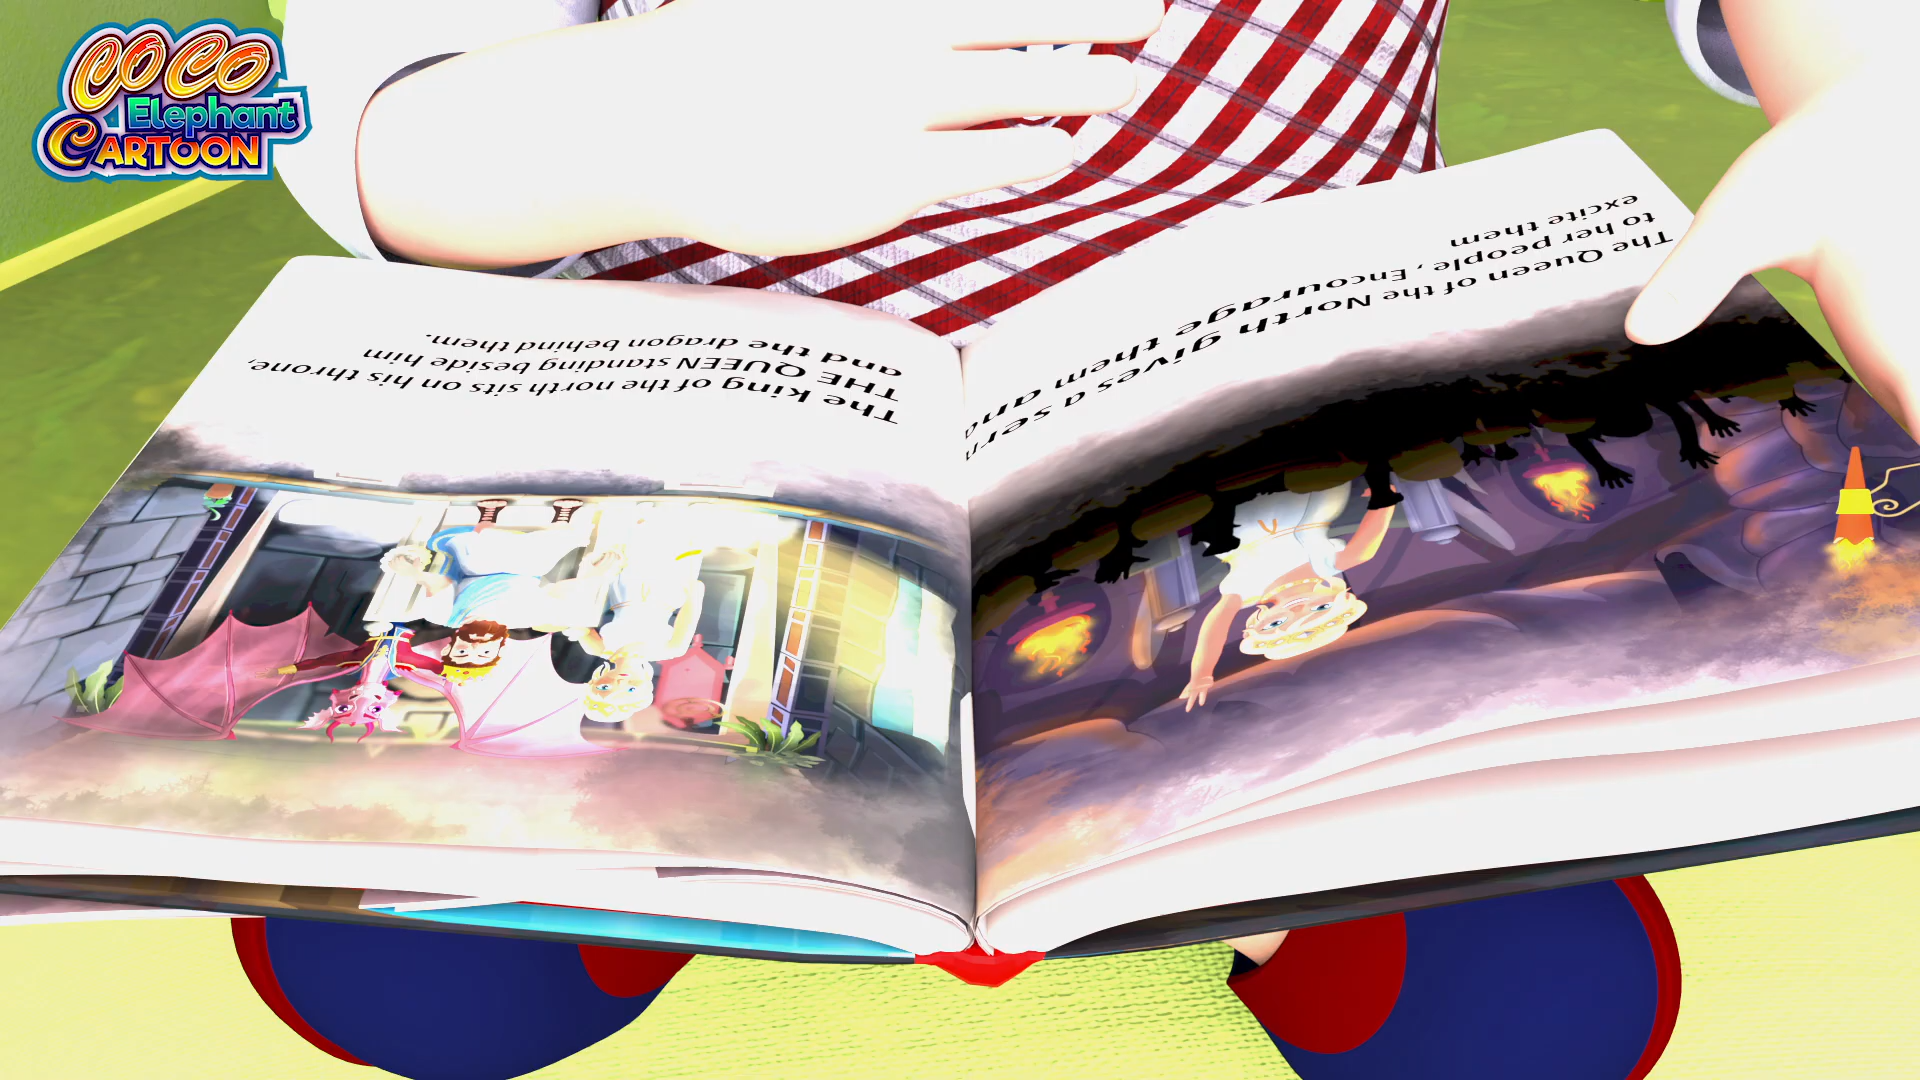 COCO
Elephant
CARTOON
The Queen of the North gives a
to her people , Encourage them and
excite them
The king of the north sits on his throne,
THE QUEEN standing beside him
and the dragon behind them.